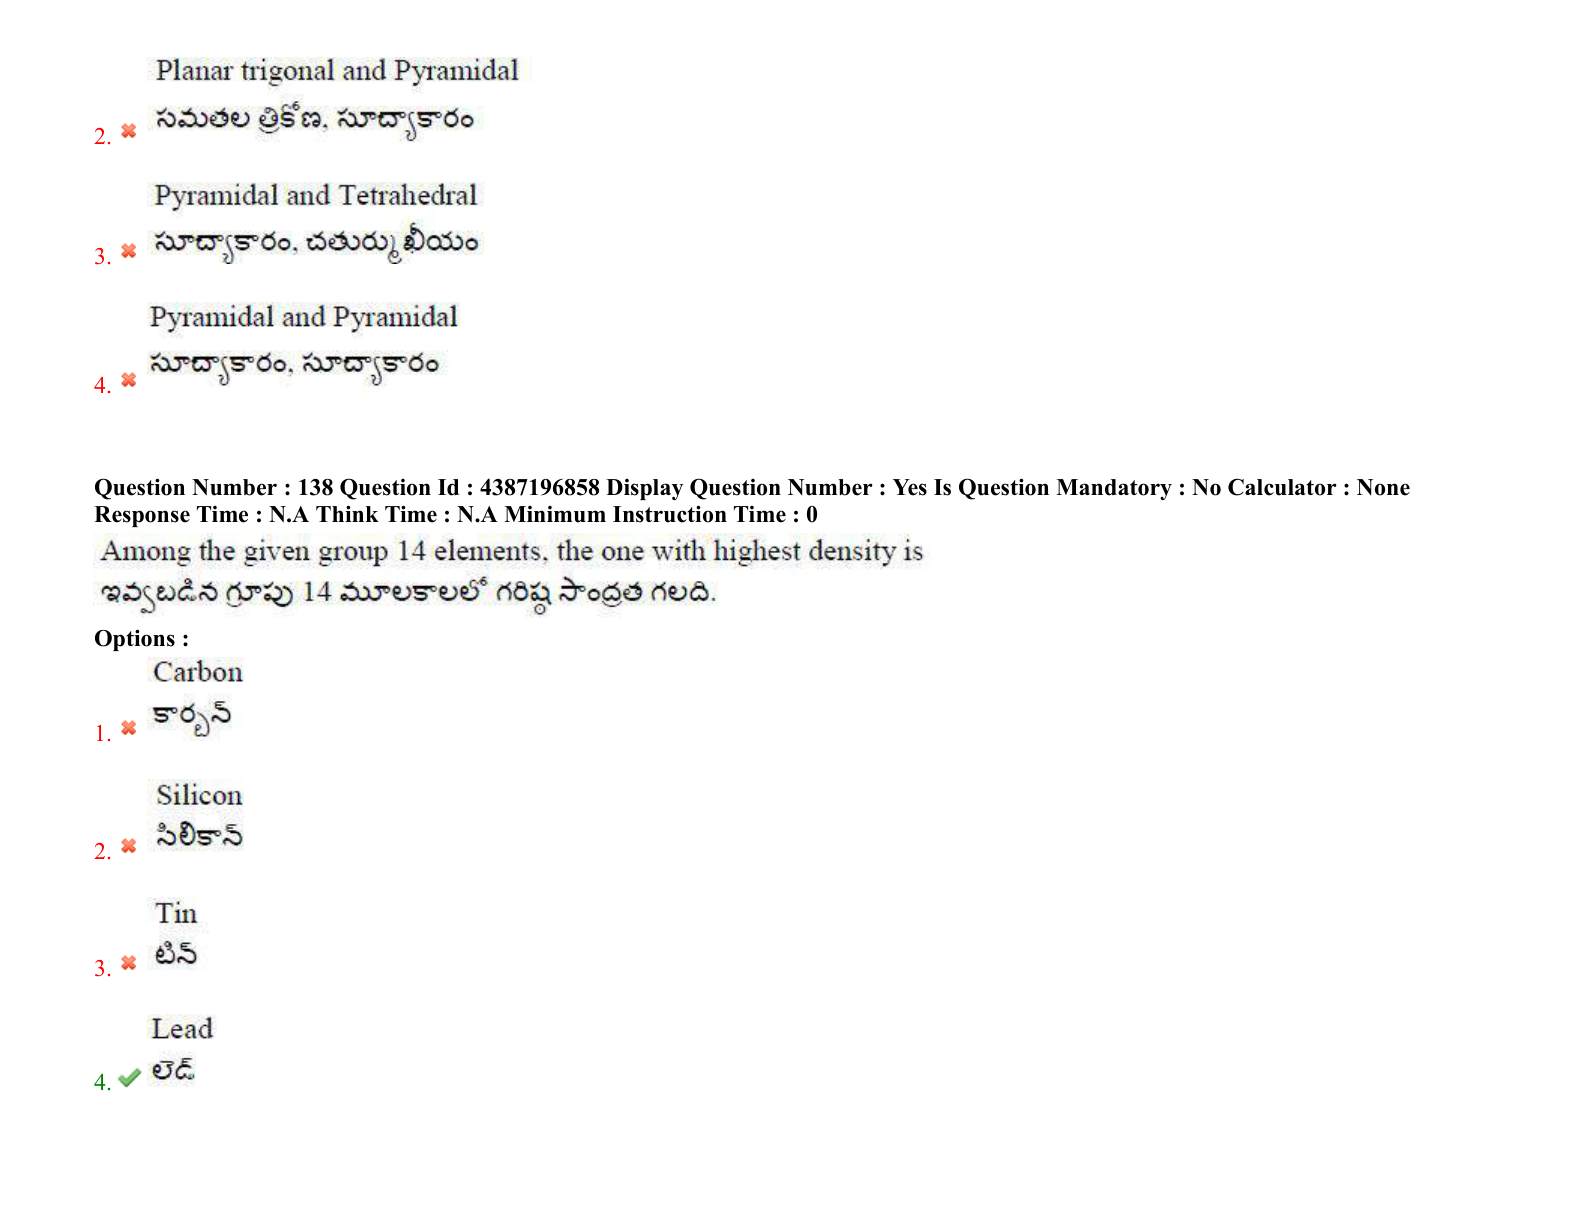 Planar trigonal and Pyramidal
సమతల త్రికోణ, సూద్యాకారం
2.
Pyramidal and Tetrahedral
సూద్యాకారం, చతుర్ముఖీయం
3.
Pyramidal and Pyramidal
సూద్యాకారం, సూద్యాకారం
4.
Question Number : 138 Question Id : 4387196858 Display Question Number : Yes Is Question Mandatory : No Calculator : None
Response Time : N.A Think Time : N.A Minimum Instruction Time : 0
Among the given group 14 elements, the one with highest density is
ఇవ్వబడిన గ్రూపు 14 మూలకాలలో గరిష్ఠ సాంద్రత గలది.
Options :
Carbon
కార్బన్
1.
Silicon
సిలికాన్
2.
Tin
టిన్
3.
Lead
లెడ్
4.